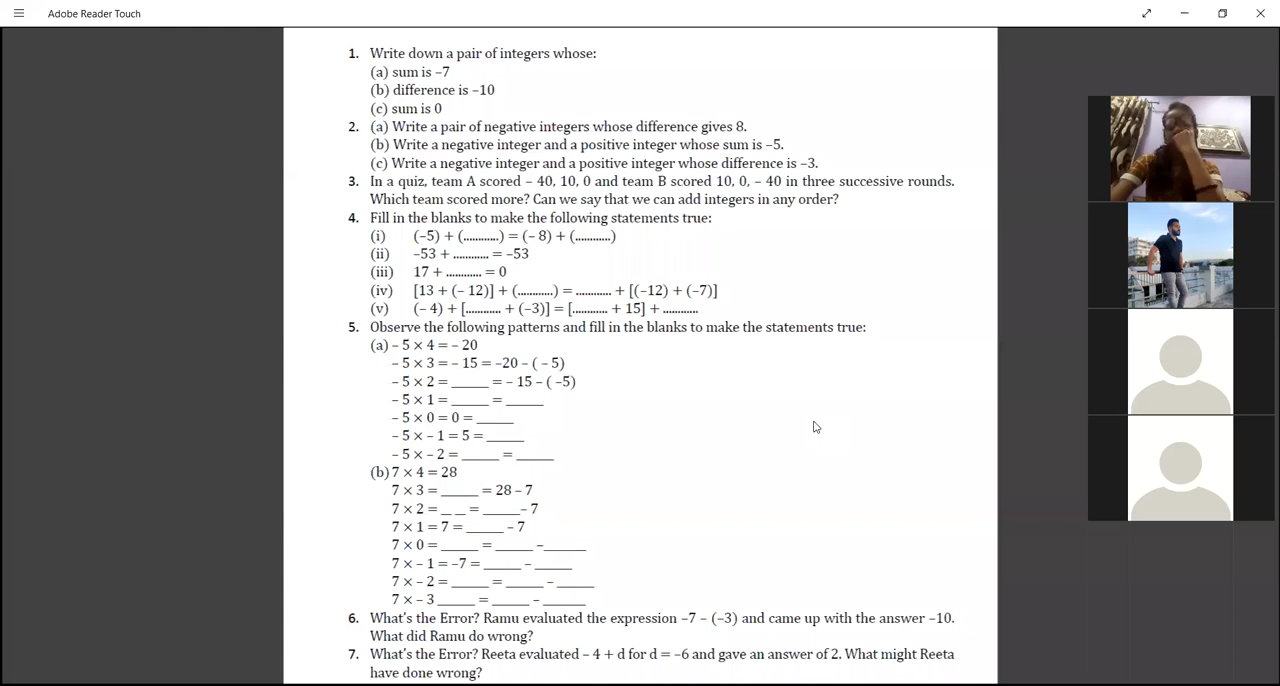 Adobe Reader Touch
1. Write down a pair of integers whose:
(a) sum is –7
(b) difference is –10
(c) sum is 0
2. (a) Write a pair of negative integers whose difference gives 8.
(b) Write a negative integer and a positive integer whose sum is –5.
(c) Write a negative integer and a positive integer whose difference is –3.
3. In a quiz, team A scored – 40, 10, 0 and team B scored 10, 0, – 40 in three successive rounds.
Which team scored more? Can we say that we can add integers in any order?
4. Fill in the blanks to make the following statements true:
(i) (–5) + (............) = (– 8) + (............)
(ii) –53 + ............ = –53
(iii) 17 + ............ = 0
(iv) [13 + (– 12)] + (............) = ............ + [(–12) + (–7)]
(v) (– 4) + [............ + (–3)] = [............ + 15] + ............
5. Observe the following patterns and fill in the blanks to make the statements true:
(a) – 5 × 4 = – 20
– 5 × 3 = – 15 = –20 – ( – 5)
– 5 × 2 = _____ = – 15 – ( –5)
– 5 × 1 = _____ = _____
– 5 × 0 = 0 = _____
– 5 × – 1 = 5 = _____
– 5 × – 2 = _____ = _____
(b) 7 × 4 = 28
7 × 3 = _____ = 28 – 7
7 × 2 = _ _ = _____ – 7
7 × 1 = 7 = _____ – 7
7 × 0 = _____ = _____ – _____
7 × – 1 = –7 = _____ – _____
7 × – 2 = _____ = _____ – _____
7 × – 3 _____ = _____ – _____
6. What's the Error? Ramu evaluated the expression –7 – (–3) and came up with the answer –10.
What did Ramu do wrong?
7. What's the Error? Reeta evaluated – 4 + d for d = –6 and gave an answer of 2. What might Reeta
have done wrong?